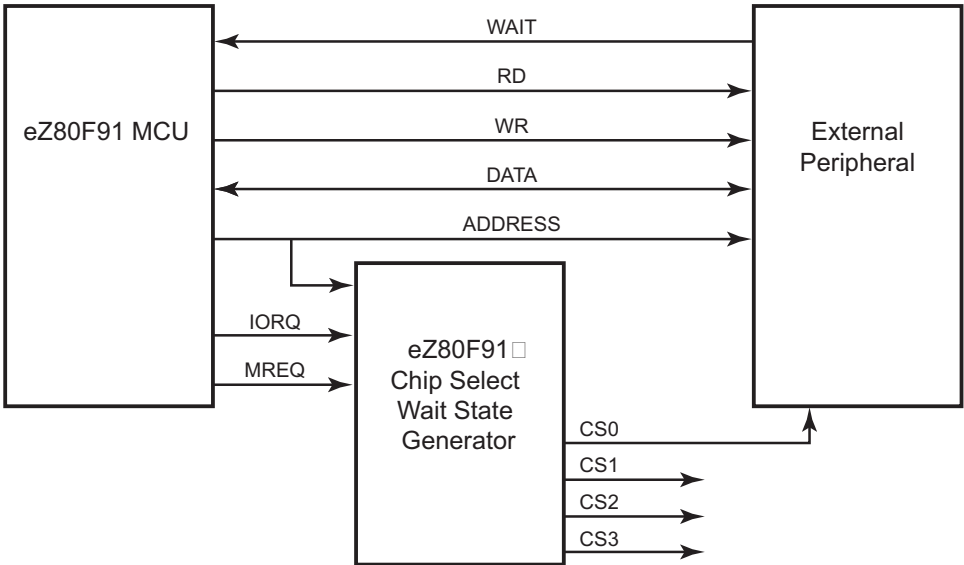 WAIT
RD
eZ80F91 MCU
WR
External
Peripheral
DATA
ADDRESS
IORQ
MREQ
eZ80F91□
Chip Select
Wait State
Generator
CS0
CS1
CS2
CS3